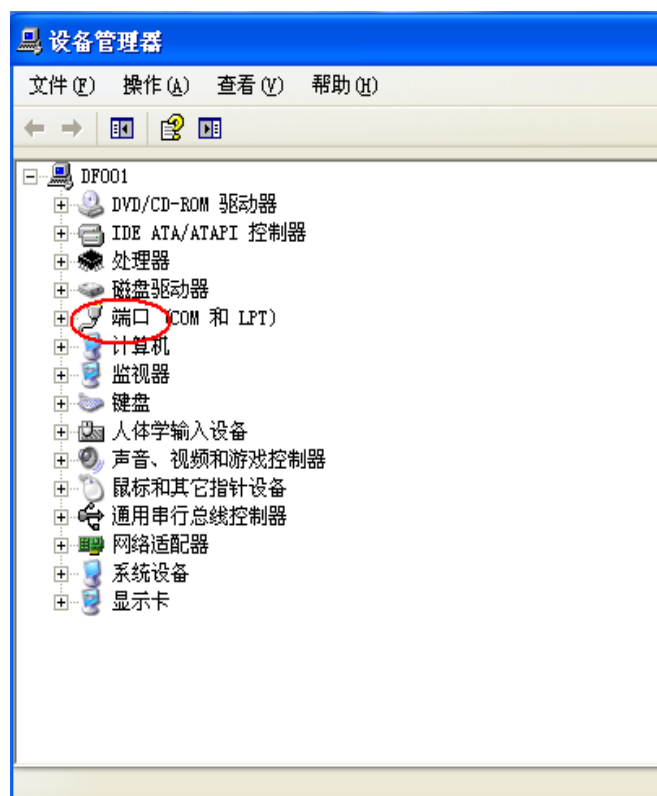 设备管理器
文件(F) 操作(A) 查看(V) 帮助(H)
DF001
DVD/CD-ROM 驱动器
IDE ATA/ATAPI 控制器
处理器
磁盘驱动器
端口 (COM 和 LPT)
计算机
监视器
键盘
人体学输入设备
声音、视频和游戏控制器
鼠标和其它指针设备
通用串行总线控制器
网络适配器
系统设备
显示卡